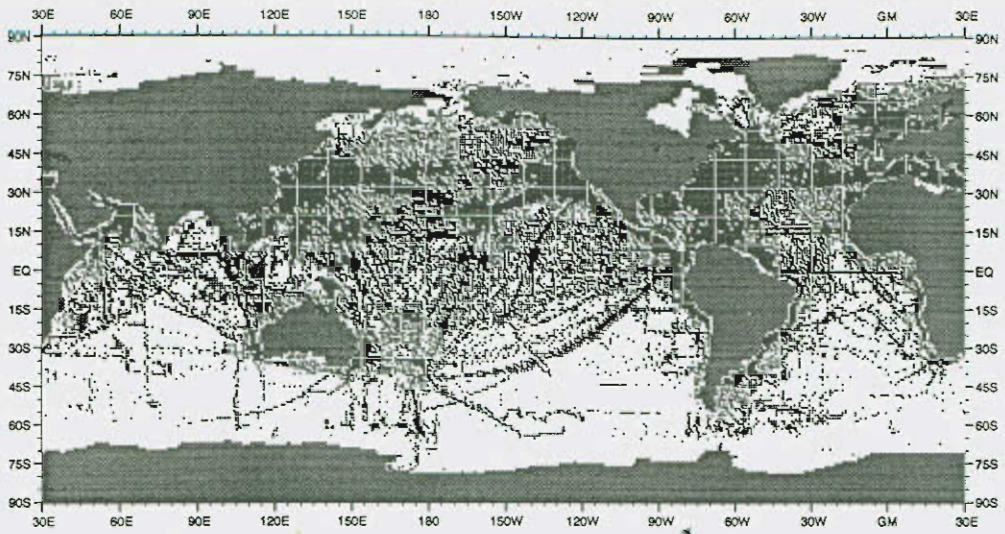 30E 60E 90E 120E 150E 180 150W 120W 90W 60W 30W GM 30E
90N 90N
75N 75N
60N 60N
45N 45N
30N 30N
15N 15N
EQ EQ
15S 15S
30S 30S
45S 45S
60S 60S
75S 75S
90S 90S
30E 60E 90E 120E 150E 180 150W 120W 90W 60W 30W GM 30E